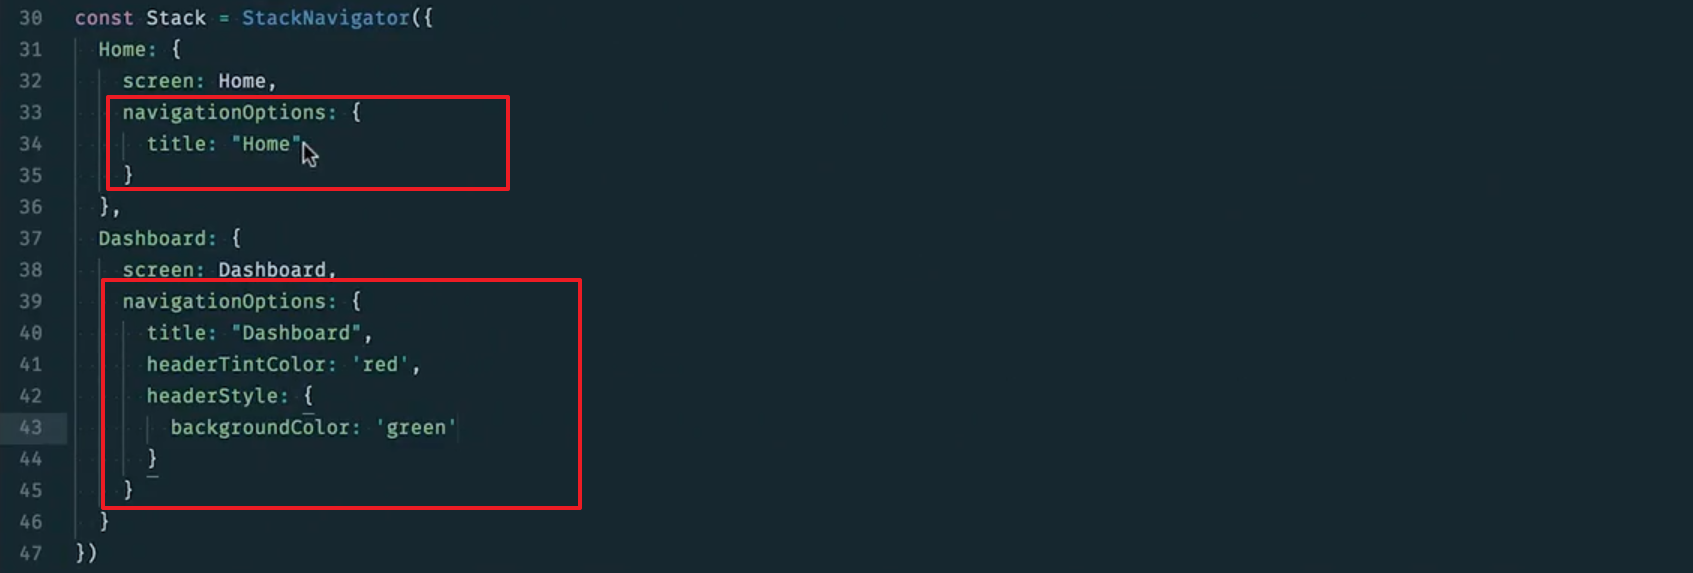 30 const Stack = StackNavigator({
31 Home: {
32 screen: Home,
33 navigationOptions: {
34 title: "Home"
35 }
36 },
37 Dashboard: {
38 screen: Dashboard,
39 navigationOptions: {
40 title: "Dashboard",
41 headerTintColor: 'red',
42 headerStyle: {
43 backgroundColor: 'green'
44 }
45 }
46 }
47 })